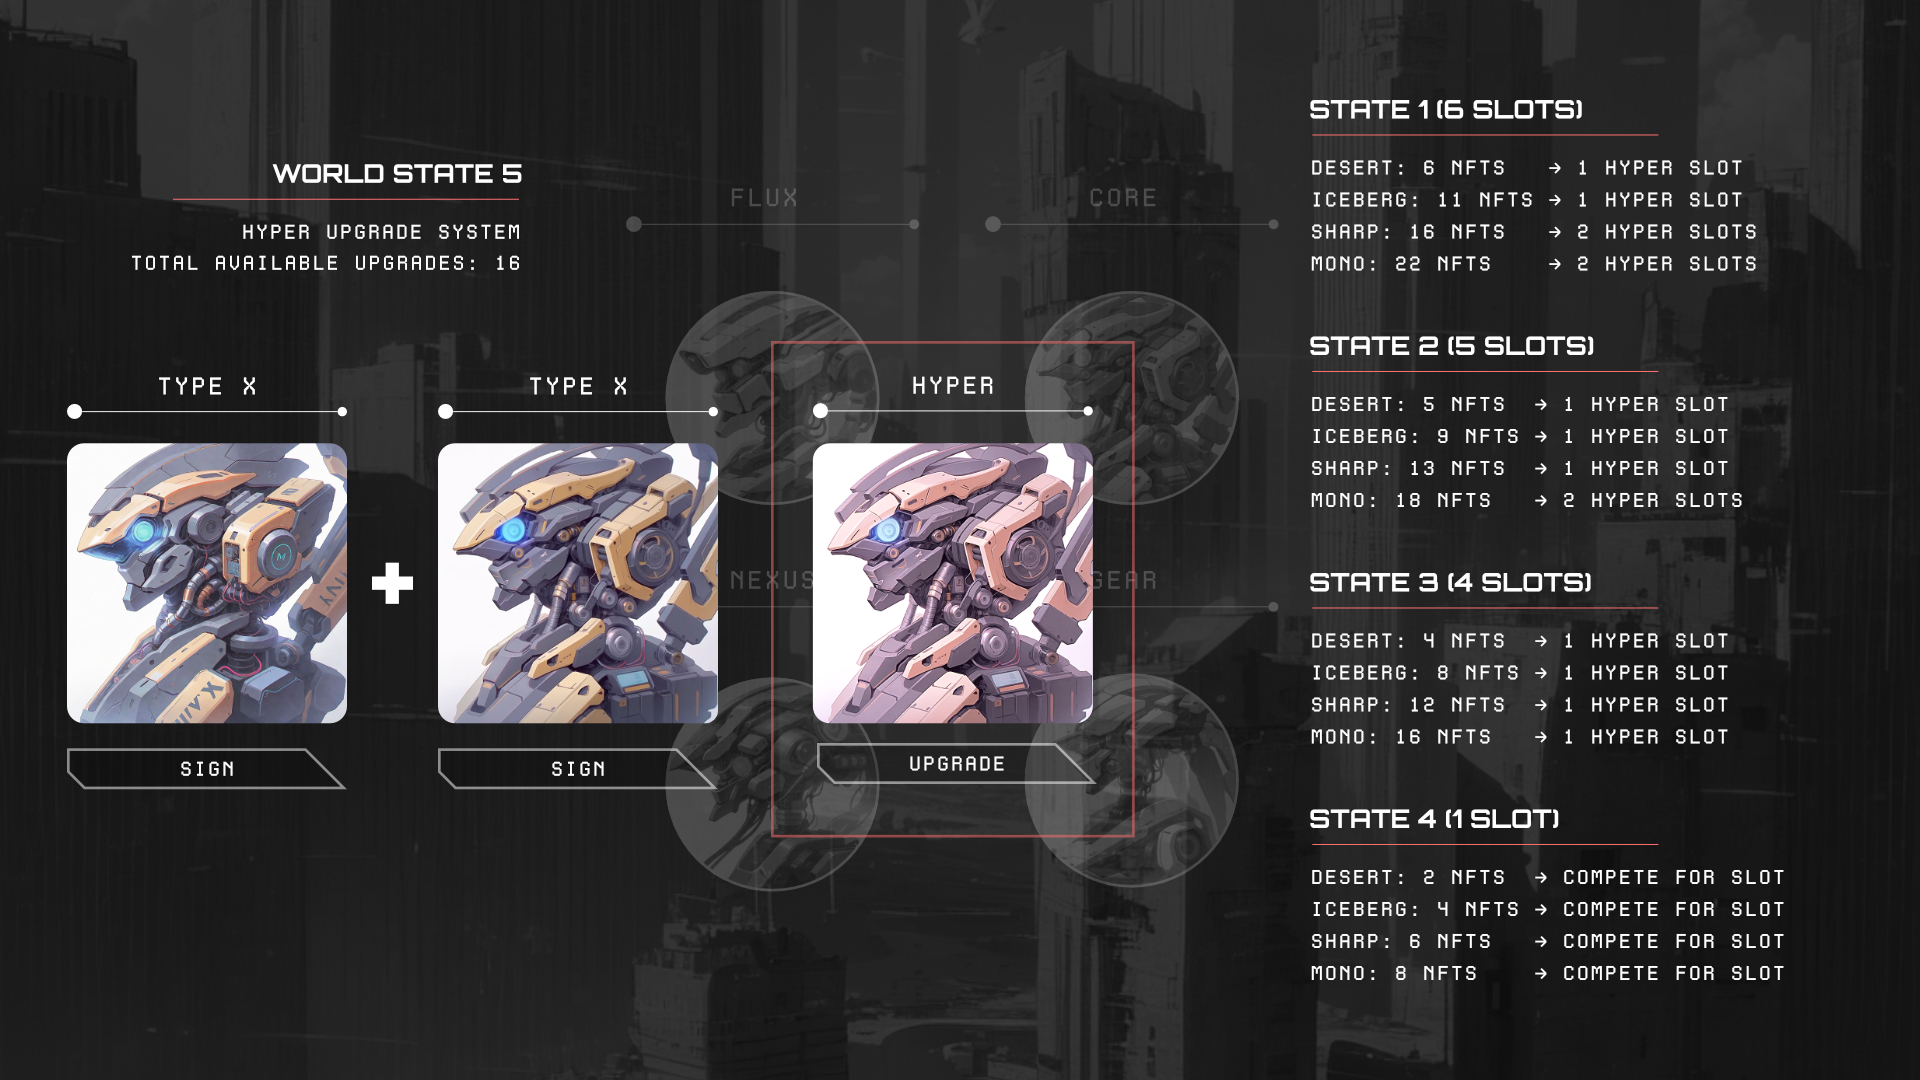 WORLD STATE 5
HYPER UPGRADE SYSTEM
TOTAL AVAILABLE UPGRADES: 16
FLUX
CORE
TYPE X
TYPE X
HYPER
NEXUS
GEAR
SIGN
SIGN
UPGRADE
STATE 1 (6 SLOTS)
DESERT: 6 NFTS → 1 HYPER SLOT
ICEBERG: 11 NFTS → 1 HYPER SLOT
SHARP: 16 NFTS → 2 HYPER SLOTS
MONO: 22 NFTS → 2 HYPER SLOTS
STATE 2 (5 SLOTS)
DESERT: 5 NFTS → 1 HYPER SLOT
ICEBERG: 9 NFTS → 1 HYPER SLOT
SHARP: 13 NFTS → 1 HYPER SLOT
MONO: 18 NFTS → 2 HYPER SLOTS
STATE 3 (4 SLOTS)
DESERT: 4 NFTS → 1 HYPER SLOT
ICEBERG: 8 NFTS → 1 HYPER SLOT
SHARP: 12 NFTS → 1 HYPER SLOT
MONO: 16 NFTS → 1 HYPER SLOT
STATE 4 (1 SLOT)
DESERT: 2 NFTS → COMPETE FOR SLOT
ICEBERG: 4 NFTS → COMPETE FOR SLOT
SHARP: 6 NFTS → COMPETE FOR SLOT
MONO: 8 NFTS → COMPETE FOR SLOT